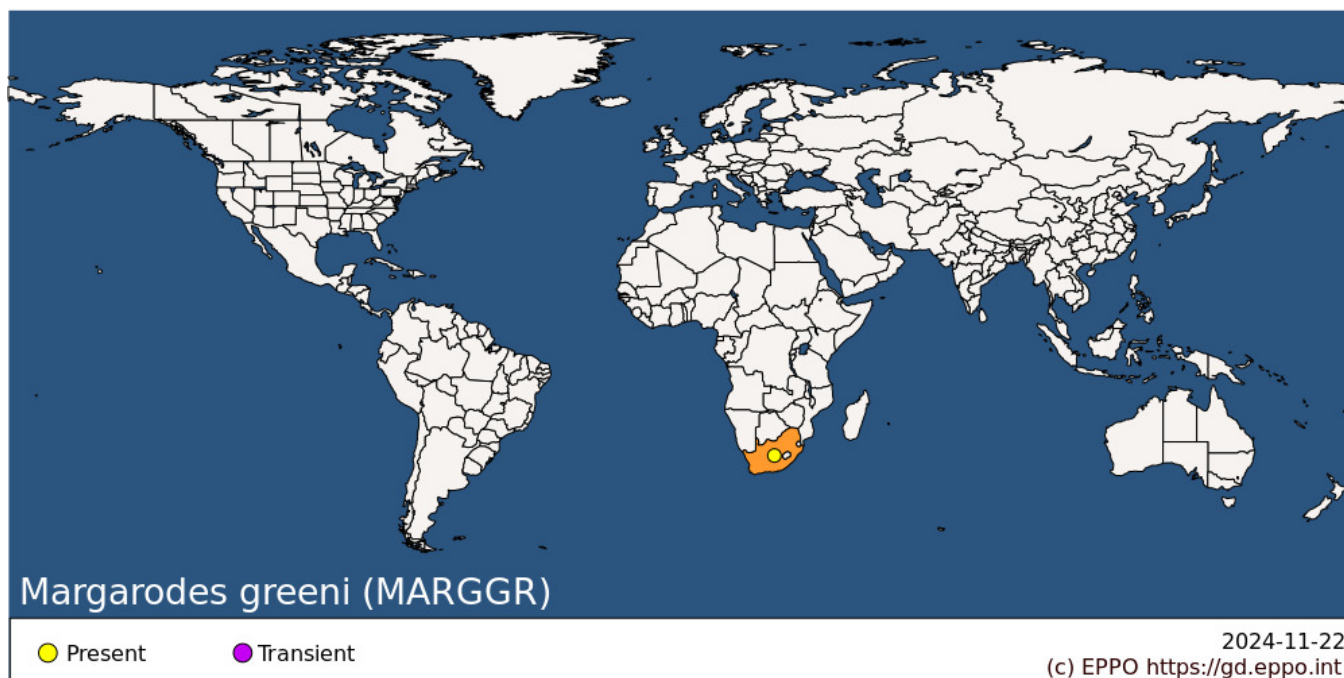 Margarodes greeni (MARGGR)
Present
Transient
2024-11-22
(c) EPPO https://gd.eppo.int